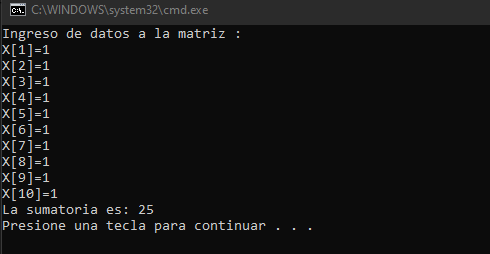 C:\WINDOWS\system32\cmd.exe
Ingreso de datos a la matriz :
X[1]=1
X[2]=1
X[3]=1
X[4]=1
X[5]=1
X[6]=1
X[7]=1
X[8]=1
X[9]=1
X[10]=1
La sumatoria es: 25
Presione una tecla para continuar . . .